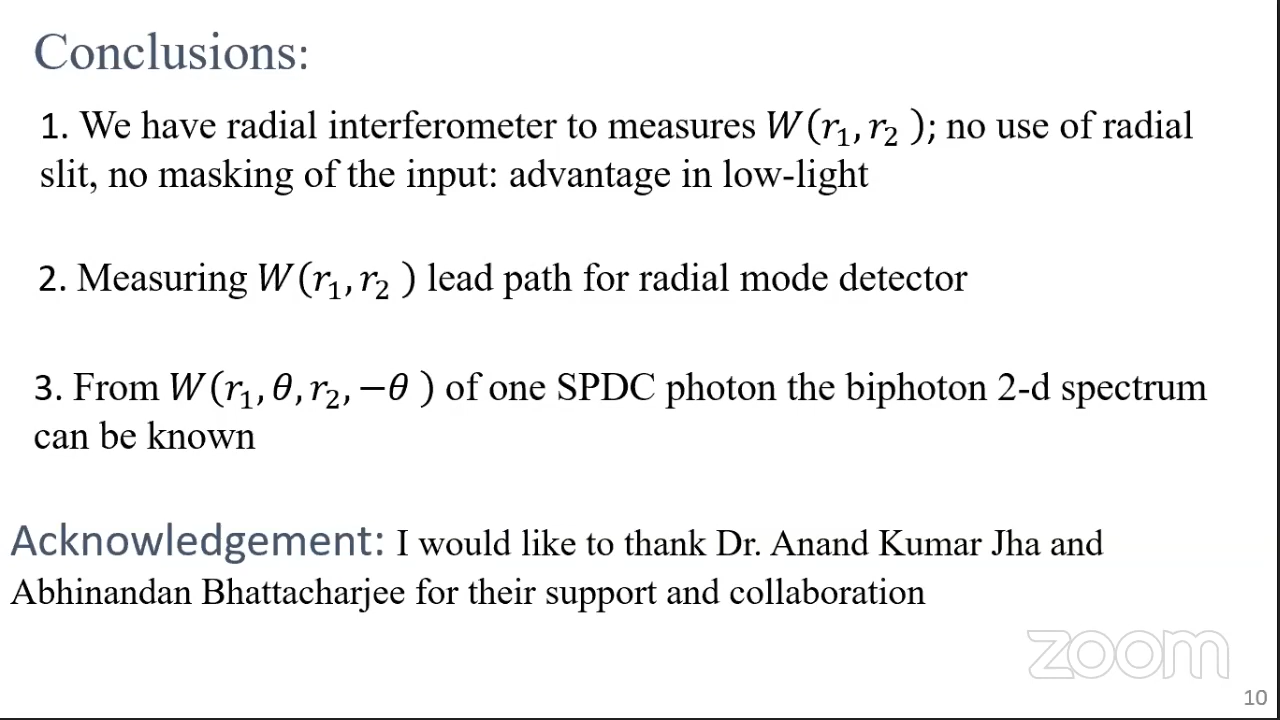 Conclusions:
1. We have radial interferometer to measures W(r₁, r₂ ); no use of radial
slit, no masking of the input: advantage in low-light
2. Measuring W(r₁, r₂ ) lead path for radial mode detector
3. From W(r₁, θ, r₂, −θ ) of one SPDC photon the biphoton 2-d spectrum
can be known
Acknowledgement: I would like to thank Dr. Anand Kumar Jha and
Abhinandan Bhattacharjee for their support and collaboration
zoom
10